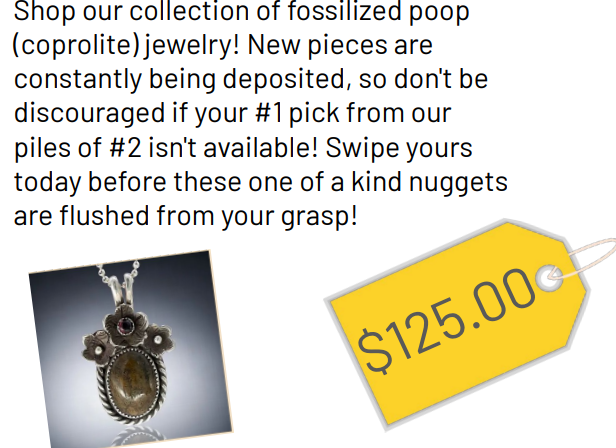 Shop our collection of fossilized poop
(coprolite) jewelry! New pieces are
constantly being deposited, so don't be
discouraged if your #1 pick from our
piles of #2 isn't available! Swipe yours
today before these one of a kind nuggets
are flushed from your grasp!
$125.00